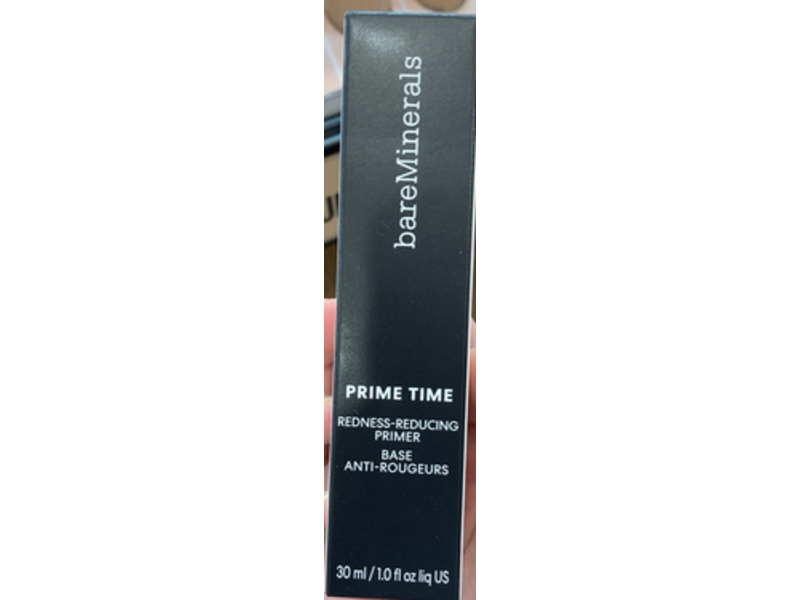 bareMinerals
PRIME TIME
REDNESS-REDUCING
PRIMER
BASE
ANTI-ROUGEURS
30 ml / 1.0 fl oz liq US